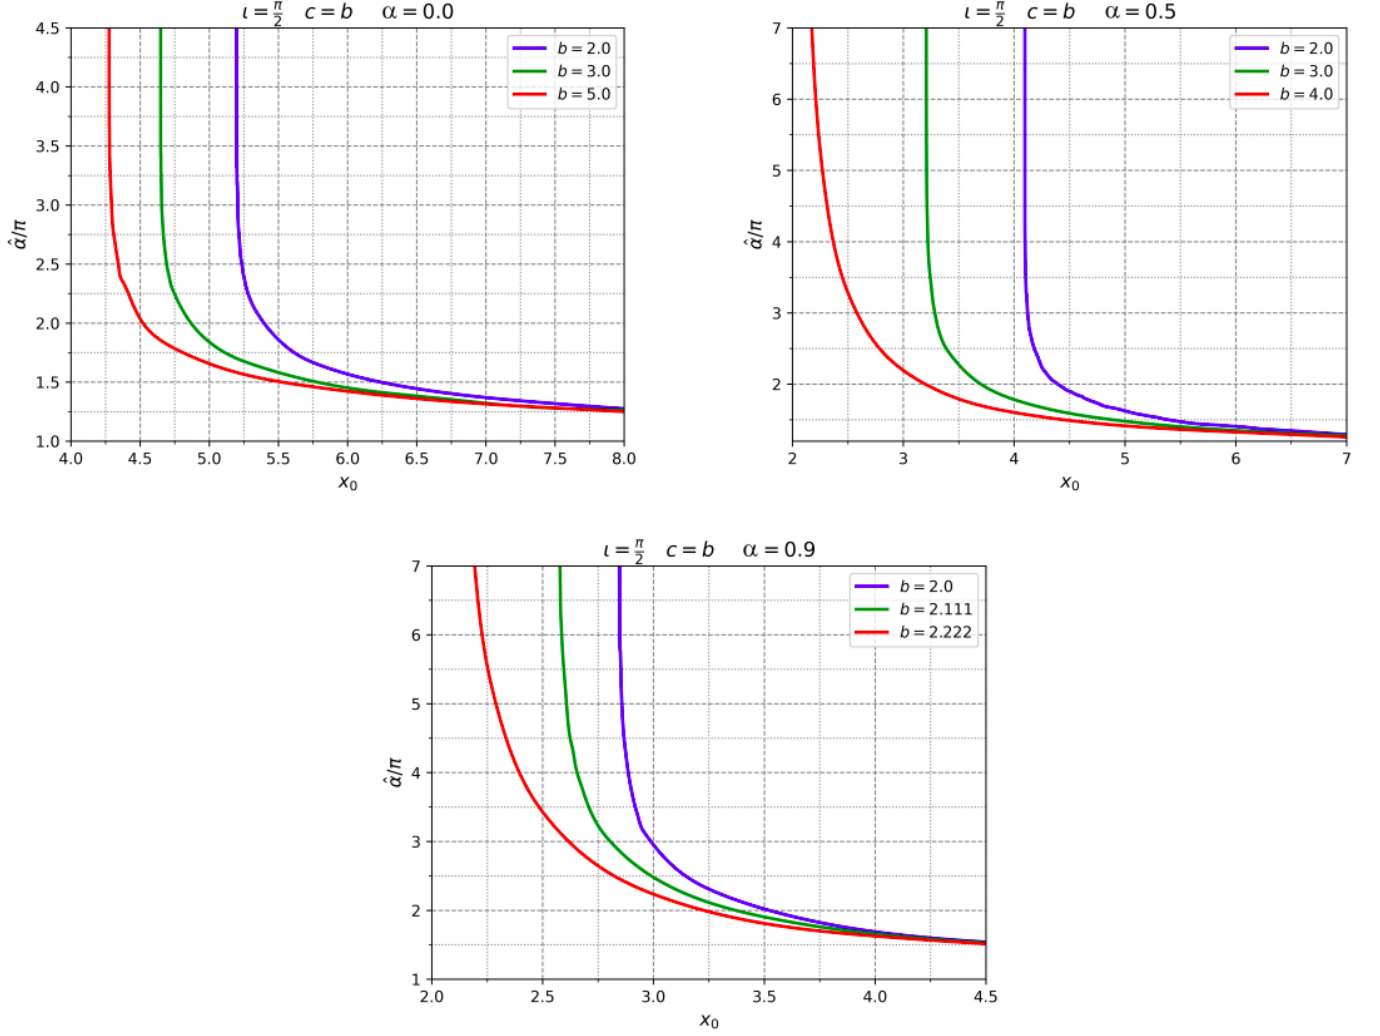 ι = π/2 c = b α = 0.0
4.5
4.0
3.5
3.0
2.5
2.0
1.5
1.0
α̂/π
b = 2.0
b = 3.0
b = 5.0
4.0 4.5 5.0 5.5 6.0 6.5 7.0 7.5 8.0
x₀
ι = π/2 c = b α = 0.5
7
6
5
4
3
2
α̂/π
b = 2.0
b = 3.0
b = 4.0
2 3 4 5 6 7
x₀
ι = π/2 c = b α = 0.9
7
6
5
4
3
2
1
α̂/π
b = 2.0
b = 2.111
b = 2.222
2.0 2.5 3.0 3.5 4.0 4.5
x₀